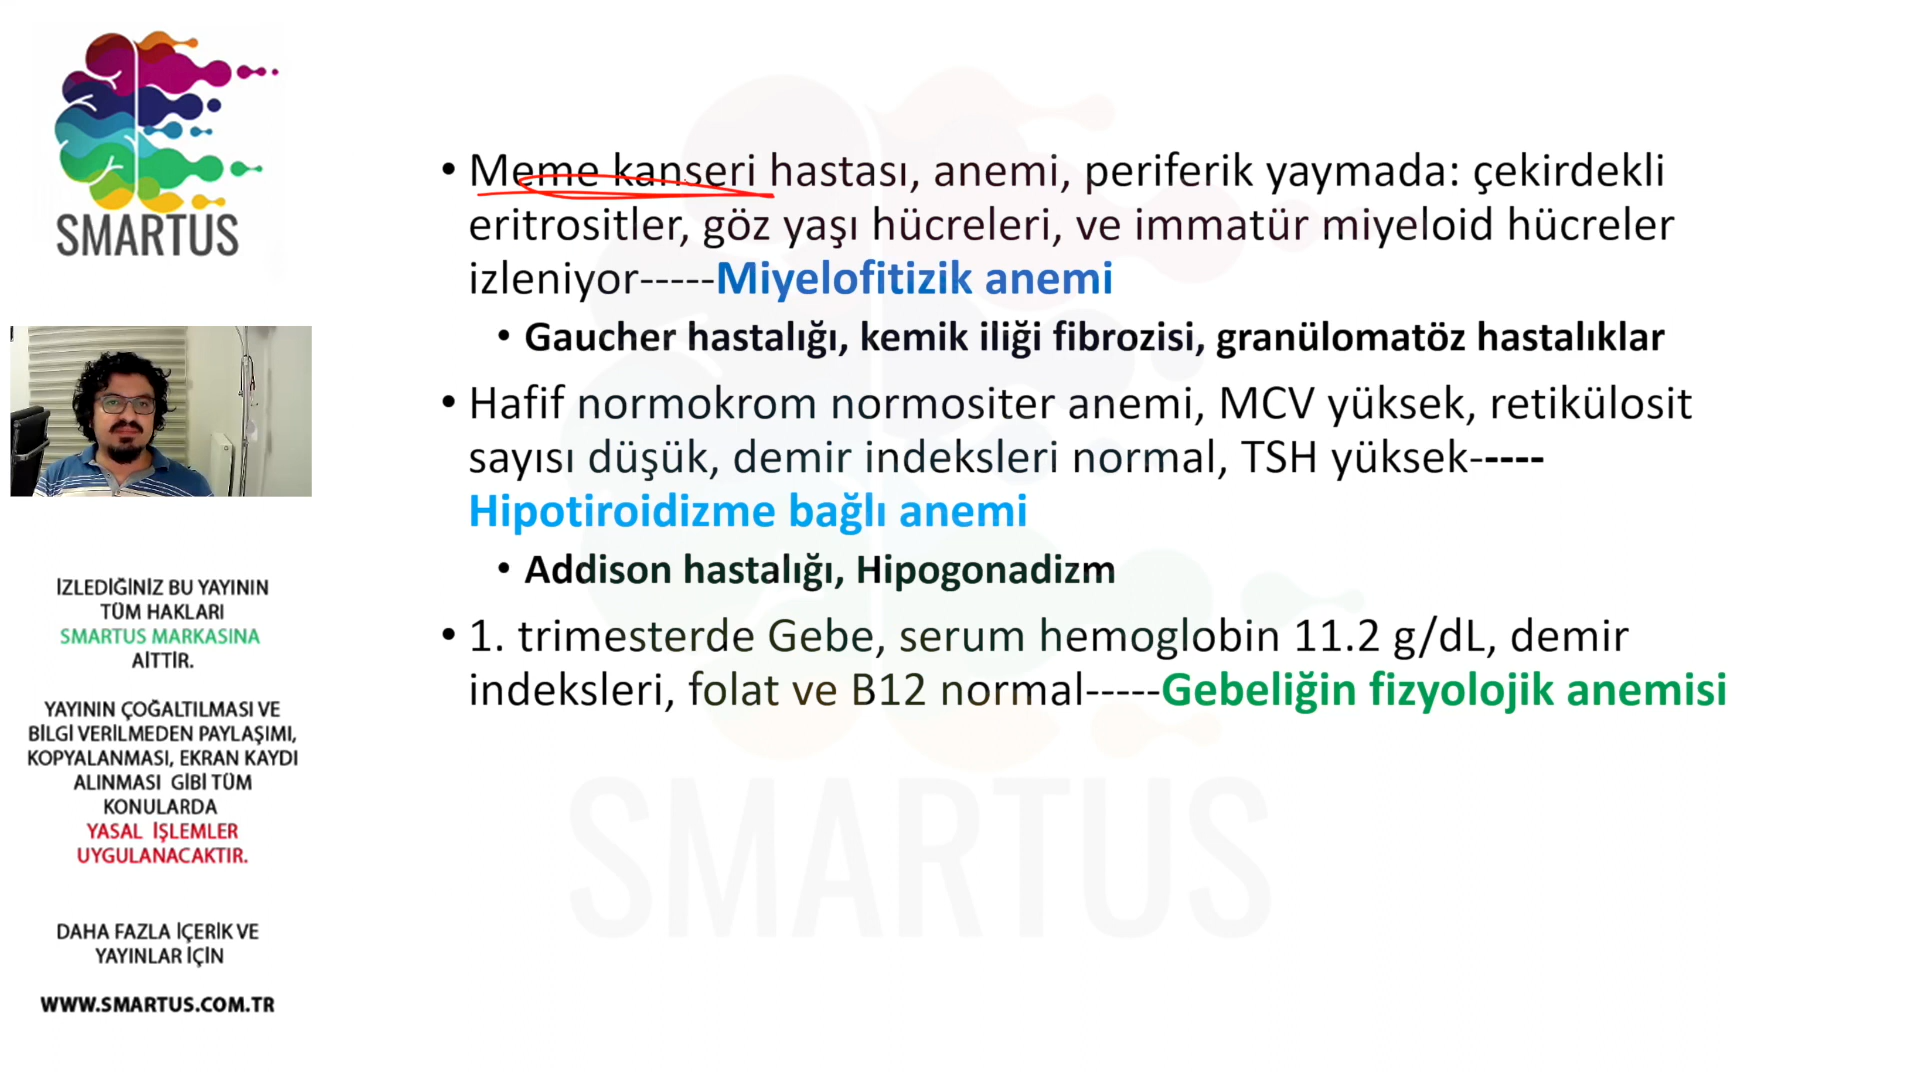 SMARTUS
• Meme kanseri hastası, anemi, periferik yaymada: çekirdekli
eritrositler, göz yaşı hücreleri, ve immatür miyeloid hücreler
izleniyor-----Miyelofitizik anemi
• Gaucher hastalığı, kemik iliği fibrozisi, granülomatöz hastalıklar
• Hafif normokrom normositer anemi, MCV yüksek, retikülosit
sayısı düşük, demir indeksleri normal, TSH yüksek-----
Hipotiroidizme bağlı anemi
• Addison hastalığı, Hipogonadizm
• 1. trimesterde Gebe, serum hemoglobin 11.2 g/dL, demir
indeksleri, folat ve B12 normal-----Gebeliğin fizyolojik anemisi
SMARTUS
İZLEDİĞİNİZ BU YAYININ
TÜM HAKLARI
SMARTUS MARKASINA
AİTTİR.
YAYININ ÇOĞALTILMASI VE
BİLGİ VERİLMEDEN PAYLAŞIMI,
KOPYALANMASI, EKRAN KAYDI
ALINMASI GİBİ TÜM
KONULARDA
YASAL İŞLEMLER
UYGULANACAKTIR.
DAHA FAZLA İÇERİK VE
YAYINLAR İÇİN
WWW.SMARTUS.COM.TR